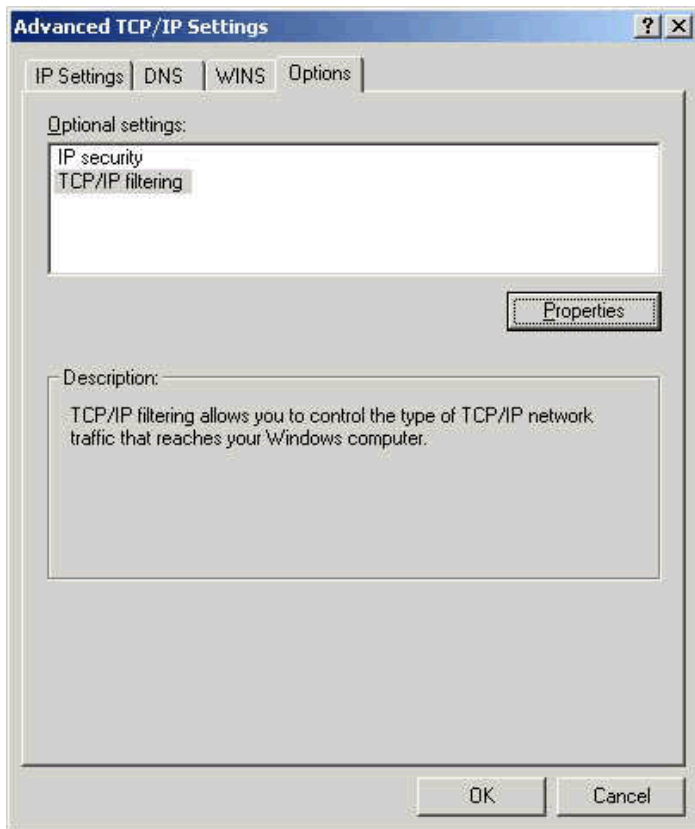 Advanced TCP/IP Settings
IP Settings
DNS
WINS
Options
Optional settings:
IP security
TCP/IP filtering
Properties
Description:
TCP/IP filtering allows you to control the type of TCP/IP network
traffic that reaches your Windows computer.
OK
Cancel